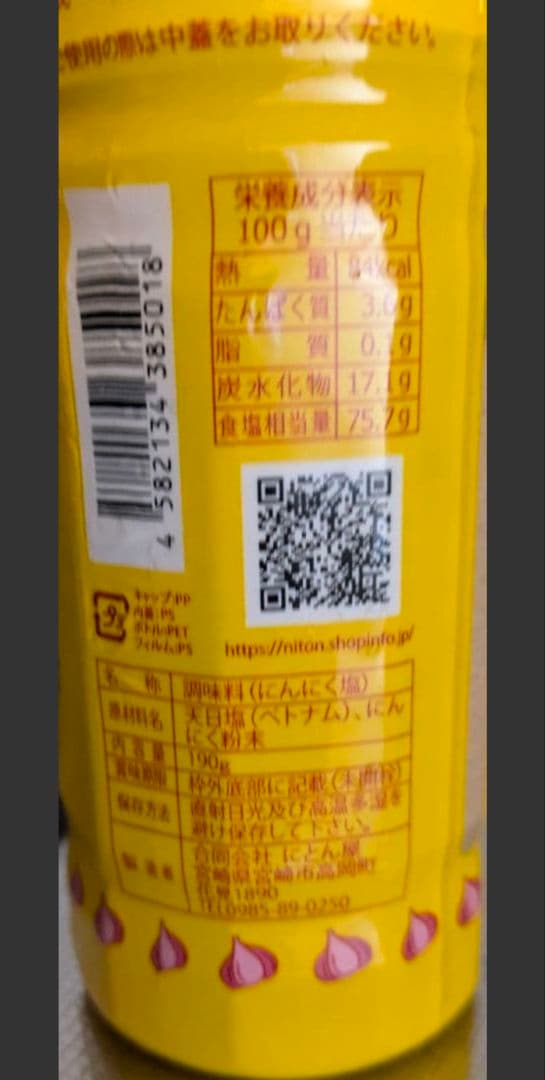 使用の際は中蓋をお取りください。
栄養成分表示
100g当たり
熱量 84kcal
たんぱく質 3.0g
脂質 0.
炭水化物 17.1g
食塩相当量 75.7g
4 582134 385018
キャップ:PP
内蓋:PS
ボトル:PET
フィルム:PS
https://niton.shopinfo.jp/
名称 調味料(にんにく塩)
原材料名 天日塩(ベトナム)、にん
にく粉末
内容量 190g
賞味期限 枠外底部に記載(未開栓)
保存方法 直射日光及び高温多湿を
避け保存して下さい。
製造者 合同会社 にとん屋
宮崎県宮崎市高岡町
花見1890
TEL0985-89-0250